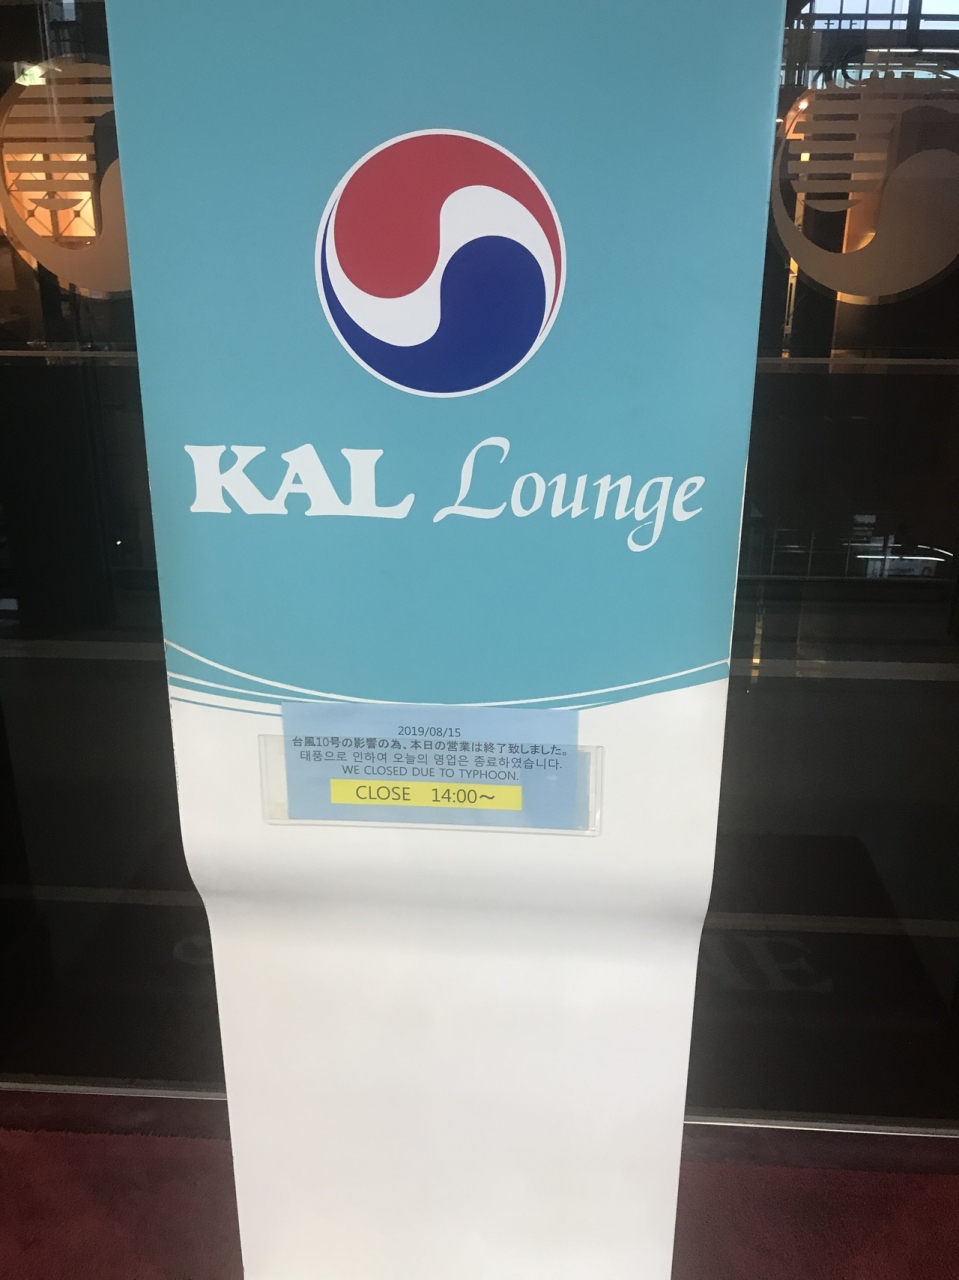 KAL Lounge
2019/08/15
台風10号の影響の為、本日の営業は終了致しました。
태풍으로 인하여 오늘의 영업은 종료하였습니다.
WE CLOSED DUE TO TYPHOON.
CLOSE 14:00～